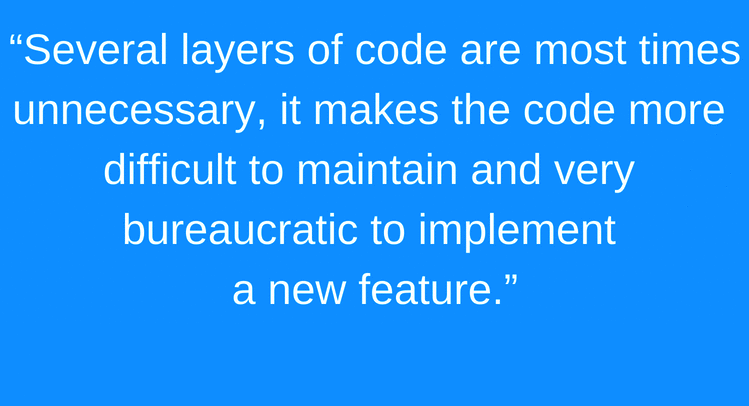 “Several layers of code are most times
unnecessary, it makes the code more
difficult to maintain and very
bureaucratic to implement
a new feature.”